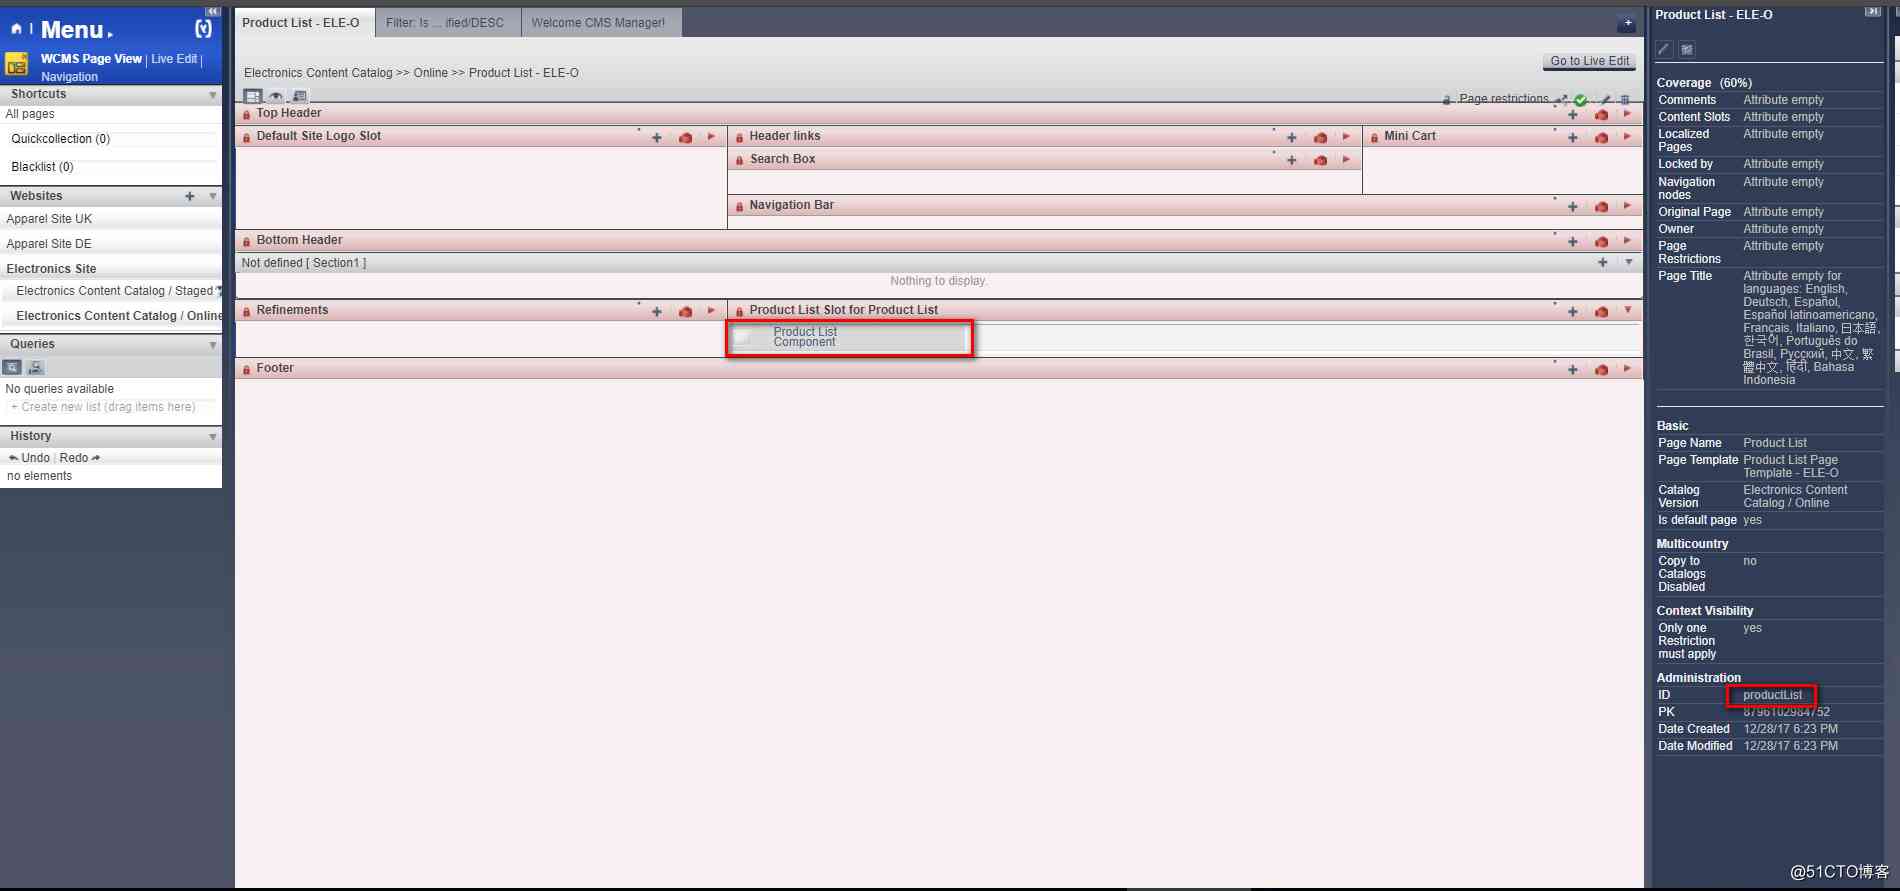 Menu
WCMS Page View | Live Edit |
Navigation
Shortcuts
All pages
Quickcollection (0)
Blacklist (0)
Websites
Apparel Site UK
Apparel Site DE
Electronics Site
Electronics Content Catalog / Staged
Electronics Content Catalog / Online
Queries
No queries available
+ Create new list (drag items here)
History
Undo | Redo
no elements
Product List - ELE-O
Filter: Is ... ified/DESC
Welcome CMS Manager!
Electronics Content Catalog >> Online >> Product List - ELE-O
Go to Live Edit
Page restrictions
Top Header
Default Site Logo Slot
Header links
Mini Cart
Search Box
Navigation Bar
Bottom Header
Not defined [ Section1 ]
Nothing to display.
Refinements
Product List Slot for Product List
Product List
Component
Footer
Product List - ELE-O
Coverage (60%)
Comments Attribute empty
Content Slots Attribute empty
Localized Attribute empty
Pages
Locked by Attribute empty
Navigation Attribute empty
nodes
Original Page Attribute empty
Owner Attribute empty
Page Attribute empty
Restrictions
Page Title Attribute empty for
languages: English,
Deutsch, Español,
Español latinoamericano,
Français, Italiano, 日本語,
한국어, Português do
Brasil, Русский, 中文, 繁
體中文, हिंदी, Bahasa
Indonesia
Basic
Page Name Product List
Page Template Product List Page
Template - ELE-O
Catalog Electronics Content
Version Catalog / Online
Is default page yes
Multicountry
Copy to no
Catalogs
Disabled
Context Visibility
Only one yes
Restriction
must apply
Administration
ID productList
PK 8796102984752
Date Created 12/28/17 6:23 PM
Date Modified 12/28/17 6:23 PM
@51CTO博客